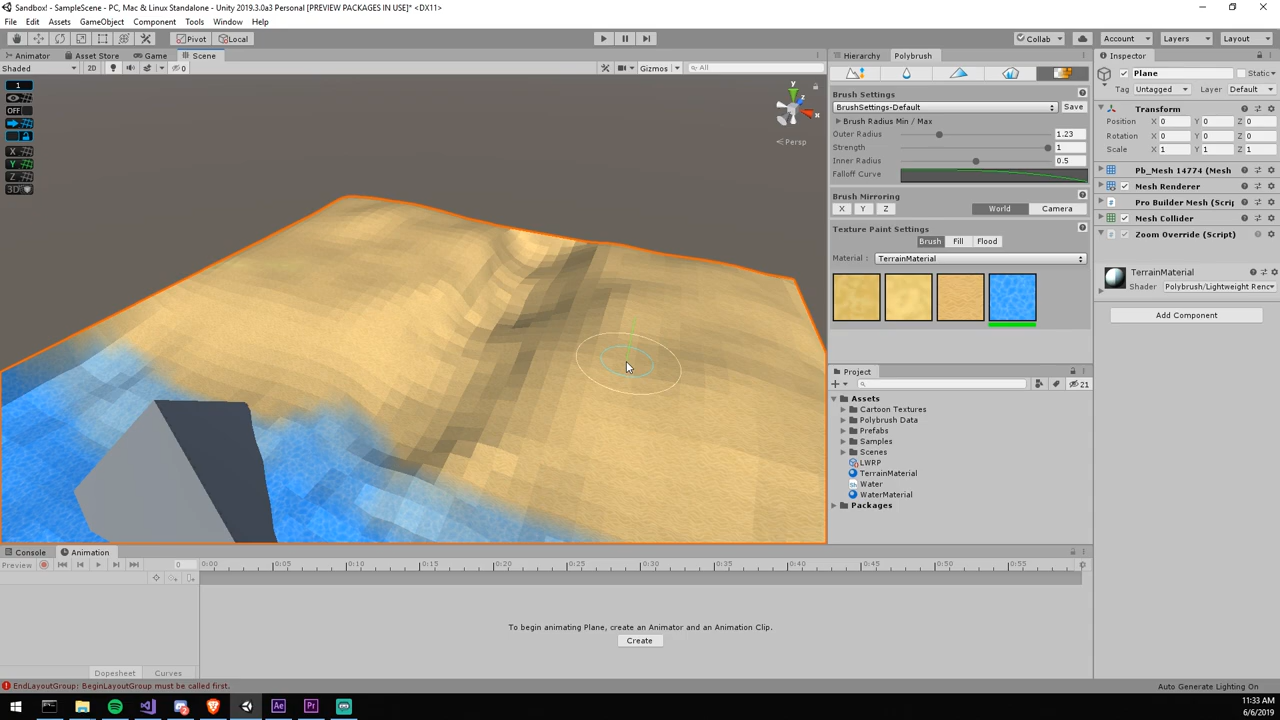 Sandbox! - SampleScene - PC, Mac & Linux Standalone - Unity 2019.3.0a3 Personal [PREVIEW PACKAGES IN USE]* <DX11>
File Edit Assets GameObject Component Tools Window Help
Pivot Local Collab Account Layers Layout
Animator Asset Store Game Scene
Shaded 2D 0 Gizmos All
1
OFF
X
Y
Z
3D
y
x
z
Persp
Hierarchy Polybrush
Brush Settings
BrushSettings-Default Save
Brush Radius Min / Max
Outer Radius 1.23
Strength 1
Inner Radius 0.5
Falloff Curve
Brush Mirroring
X Y Z World Camera
Texture Paint Settings
Brush Fill Flood
Material : TerrainMaterial
Project
21
Assets
Cartoon Textures
Polybrush Data
Prefabs
Samples
Scenes
LWRP
TerrainMaterial
Water
WaterMaterial
Packages
Inspector
Plane Static
Tag Untagged Layer Default
Transform
Position X 0 Y 0 Z 0
Rotation X 0 Y 0 Z 0
Scale X 1 Y 1 Z 1
Pb_Mesh 14774 (Mesh
Mesh Renderer
Pro Builder Mesh (Scrip
Mesh Collider
Zoom Override (Script)
TerrainMaterial
Shader Polybrush/Lightweight Renc
Add Component
Console Animation
Preview 0 0:00 0:05 0:10 0:15 0:20 0:25 0:30 0:35 0:40 0:45 0:50 0:55
To begin animating Plane, create an Animator and an Animation Clip.
Create
Dopesheet Curves
EndLayoutGroup: BeginLayoutGroup must be called first.
Auto Generate Lighting On
Ae Pr
11:33 AM
6/6/2019